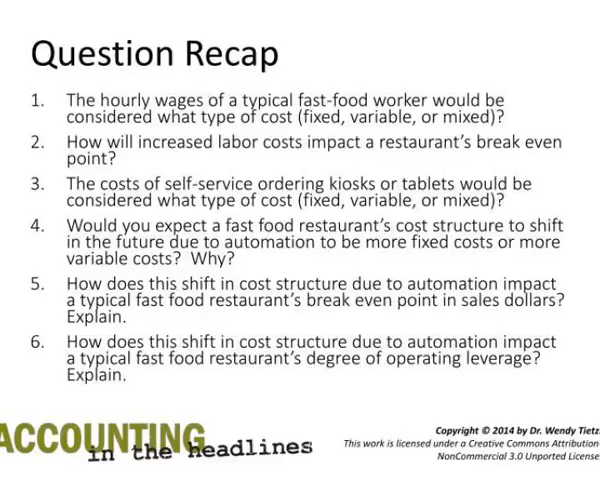 Question Recap
1. The hourly wages of a typical fast-food worker would be
considered what type of cost (fixed, variable, or mixed)?
2. How will increased labor costs impact a restaurant's break even
point?
3. The costs of self-service ordering kiosks or tablets would be
considered what type of cost (fixed, variable, or mixed)?
4. Would you expect a fast food restaurant's cost structure to shift
in the future due to automation to be more fixed costs or more
variable costs? Why?
5. How does this shift in cost structure due to automation impact
a typical fast food restaurant's break even point in sales dollars?
Explain.
6. How does this shift in cost structure due to automation impact
a typical fast food restaurant's degree of operating leverage?
Explain.
ACCOUNTING
in the headlines
Copyright © 2014 by Dr. Wendy Tietz
This work is licensed under a Creative Commons Attribution-
NonCommercial 3.0 Unported License